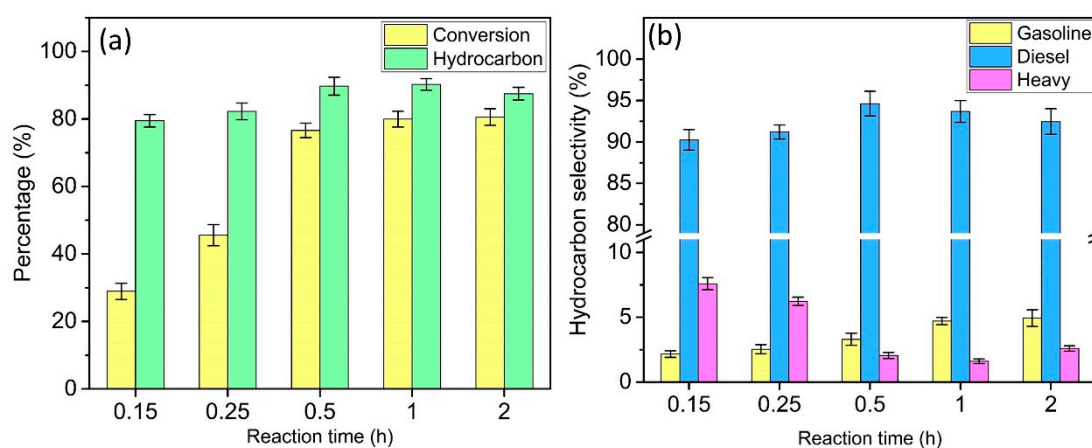 (a)
Conversion
Hydrocarbon
Percentage (%)
100
80
60
40
20
0
0.15 0.25 0.5 1 2
Reaction time (h)
(b)
Gasoline
Diesel
Heavy
Hydrocarbon selectivity (%)
100
95
90
85
80
10
5
0
0.15 0.25 0.5 1 2
Reaction time (h)